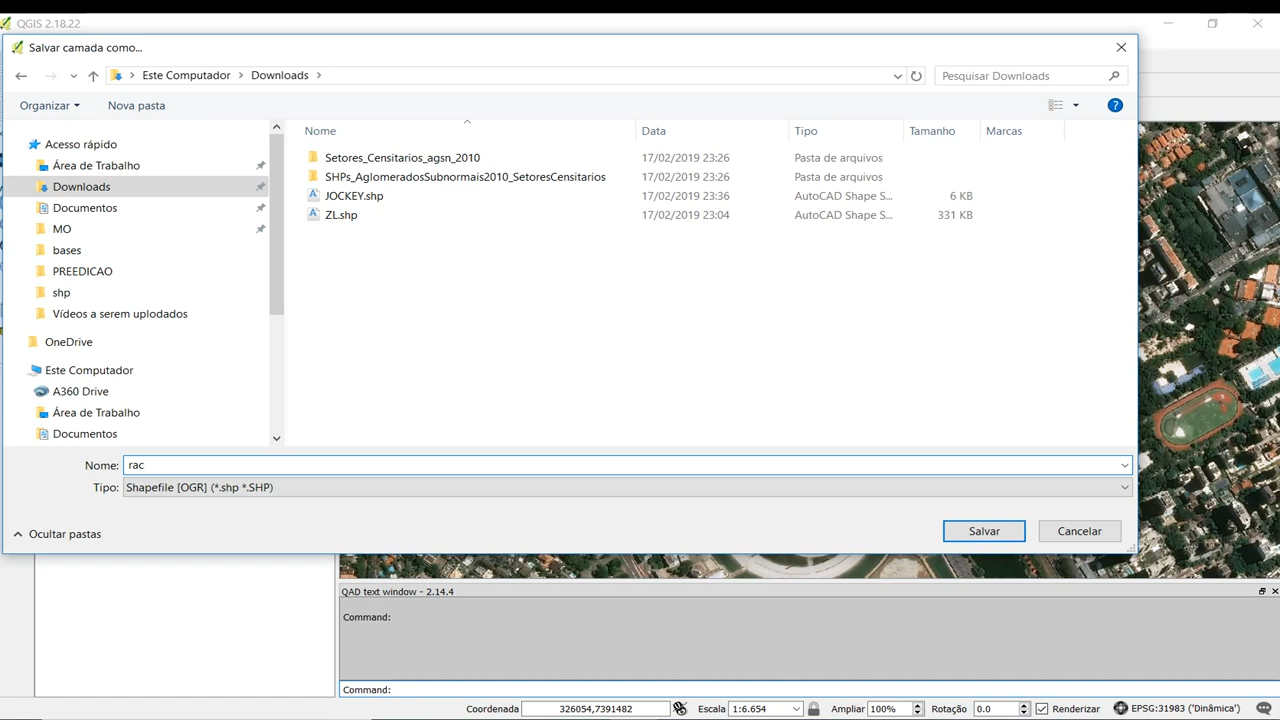 QGIS 2.18.22
Salvar camada como...
Este Computador
Downloads
Pesquisar Downloads
Organizar
Nova pasta
Nome
Data
Tipo
Tamanho
Marcas
Acesso rápido
Área de Trabalho
Downloads
Documentos
MO
bases
PREEDICAO
shp
Vídeos a serem uplodados
OneDrive
Este Computador
A360 Drive
Área de Trabalho
Documentos
Setores_Censitarios_agsn_2010 17/02/2019 23:26 Pasta de arquivos
SHPs_AglomeradosSubnormais2010_SetoresCensitarios 17/02/2019 23:26 Pasta de arquivos
JOCKEY.shp 17/02/2019 23:36 AutoCAD Shape S... 6 KB
ZL.shp 17/02/2019 23:04 AutoCAD Shape S... 331 KB
Nome: rac
Tipo: Shapefile [OGR] (*.shp *.SHP)
Ocultar pastas
Salvar
Cancelar
QAD text window - 2.14.4
Command:
Command:
Coordenada 326054,7391482 Escala 1:6.654 Ampliar 100% Rotação 0.0 Renderizar EPSG:31983 ('Dinâmica')